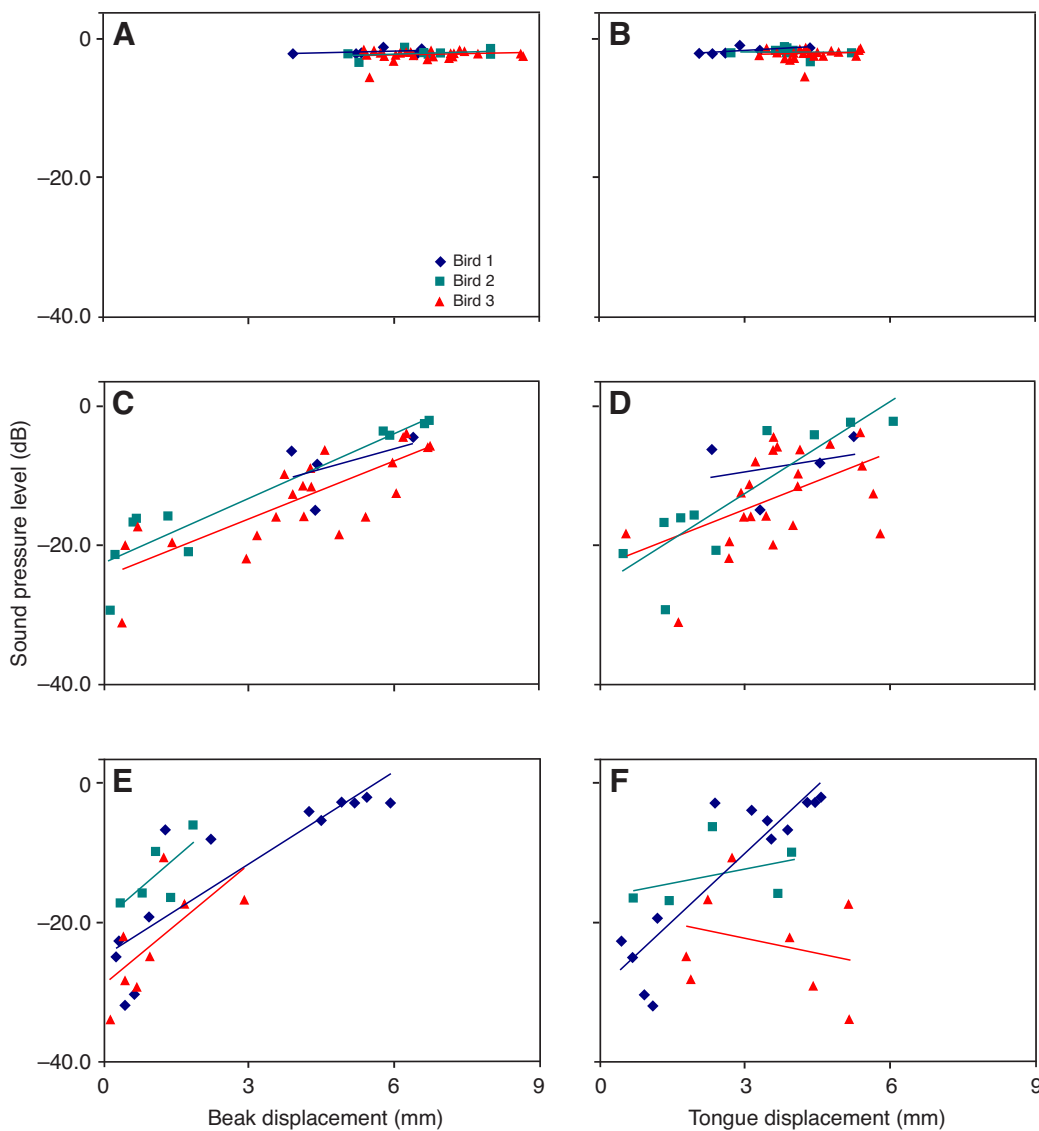 A
B
0
–20.0
–40.0
Bird 1
Bird 2
Bird 3
C
D
0
–20.0
–40.0
Sound pressure level (dB)
E
F
0
–20.0
–40.0
0 3 6 9
0 3 6 9
Beak displacement (mm)
Tongue displacement (mm)